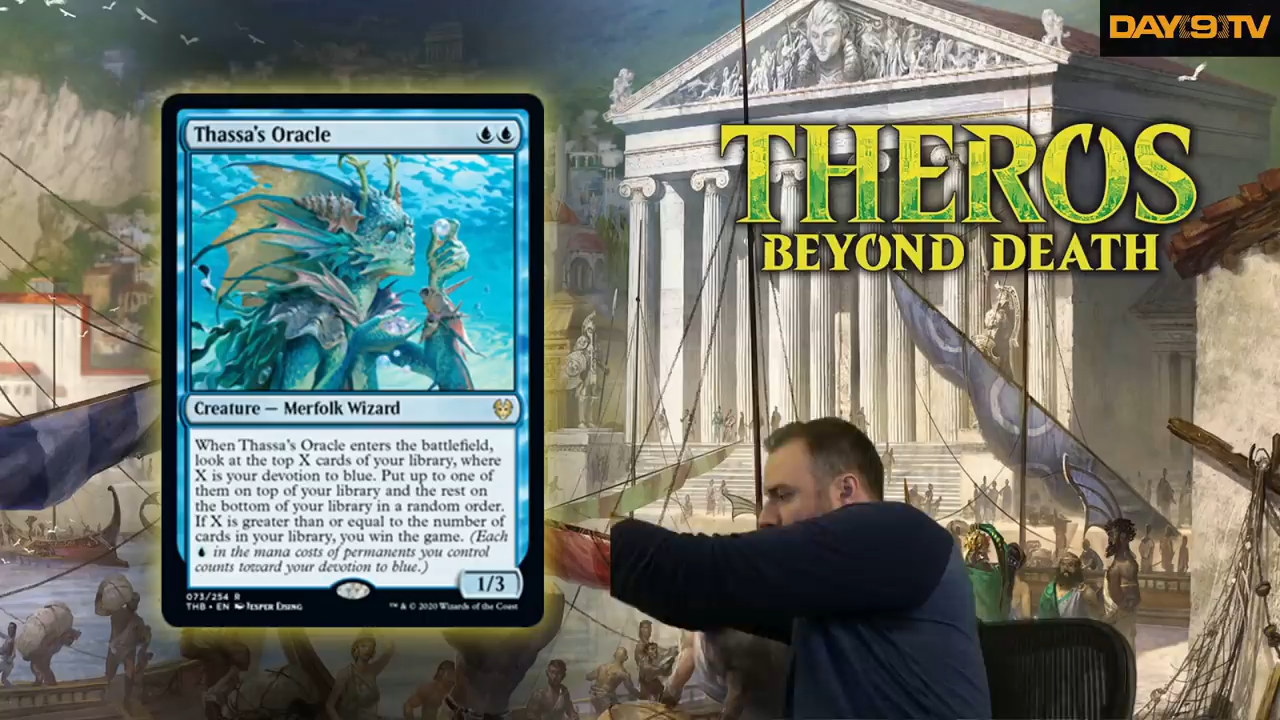 DAY[9]TV
Thassa's Oracle
THEROS
BEYOND DEATH
Creature — Merfolk Wizard
When Thassa's Oracle enters the battlefield,
look at the top X cards of your library, where
X is your devotion to blue. Put up to one of
them on top of your library and the rest on
the bottom of your library in a random order.
If X is greater than or equal to the number of
cards in your library, you win the game. (Each
in the mana costs of permanents you control
counts toward your devotion to blue.)
1/3
073/254 R
THB • EN Jesper Ejsing
™ & © 2020 Wizards of the Coast